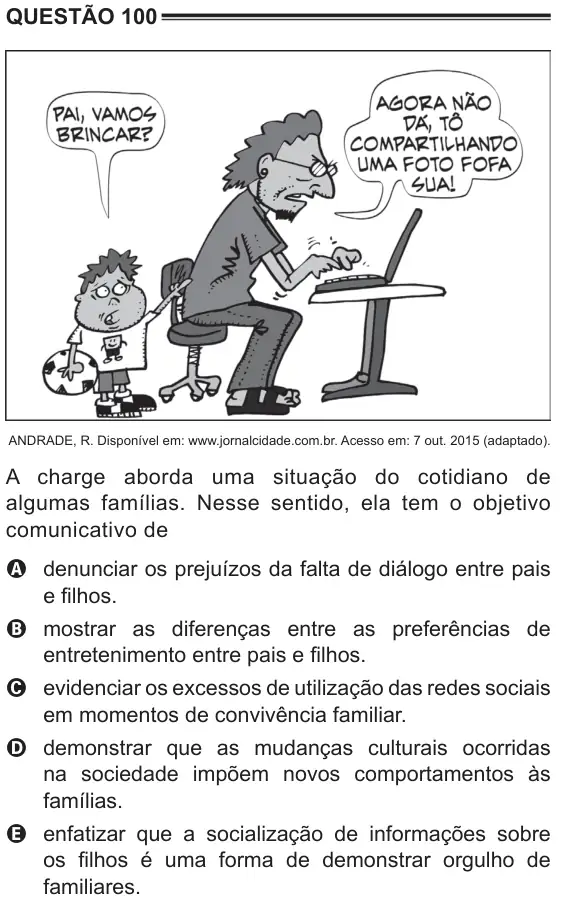 QUESTÃO 100
PAI, VAMOS
BRINCAR?
AGORA NÃO
DÁ, TÔ
COMPARTILHANDO
UMA FOTO FOFA
SUA!
ANDRADE, R. Disponível em: www.jornalcidade.com.br. Acesso em: 7 out. 2015 (adaptado).
A charge aborda uma situação do cotidiano de
algumas famílias. Nesse sentido, ela tem o objetivo
comunicativo de
A denunciar os prejuízos da falta de diálogo entre pais
e filhos.
B mostrar as diferenças entre as preferências de
entretenimento entre pais e filhos.
C evidenciar os excessos de utilização das redes sociais
em momentos de convivência familiar.
D demonstrar que as mudanças culturais ocorridas
na sociedade impõem novos comportamentos às
famílias.
E enfatizar que a socialização de informações sobre
os filhos é uma forma de demonstrar orgulho de
familiares.